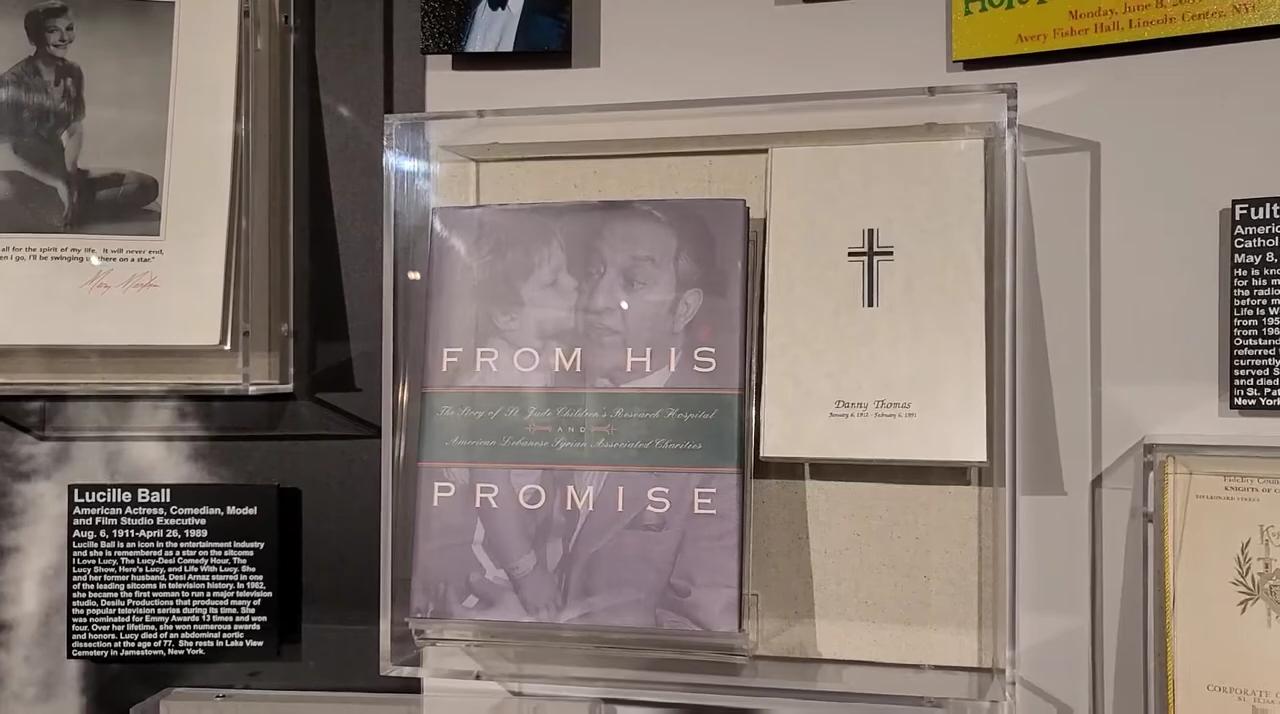 Monday, June 8,
Avery Fisher Hall, Lincoln Center, NY
all for the spirit of my life. It will never end,
I go, I'll be swinging there on a star."
Mary Martin
FROM HIS
The Story of St. Jude Children's Research Hospital
AND
American Lebanese Syrian Associated Charities
PROMISE
Danny Thomas
January 6, 1912 - February 6, 1991
Lucille Ball
American Actress, Comedian, Model
and Film Studio Executive
Aug. 6, 1911-April 26, 1989
Lucille Ball is an icon in the entertainment industry
and she is remembered as a star on the sitcoms
I Love Lucy, The Lucy-Desi Comedy Hour, The
Lucy Show, Here's Lucy, and Life With Lucy. She
and her former husband, Desi Arnaz starred in one
of the leading sitcoms in television history. In 1962,
she became the first woman to run a major television
studio, Desilu Productions that produced many of
the popular television series during its time. She
was nominated for Emmy Awards 13 times and won
four. Over her lifetime, she won numerous awards
and honors. Lucy died of an abdominal aortic
dissection at the age of 77. She rests in Lake View
Cemetery in Jamestown, New York.
Fult
Americ
Cathol
May 8,
He is kn
for his m
the radio
before m
Life Is W
from 195
from 196
Outstand
referred
currently
served S
and died
in St. Pat
New York
Fidelity Coun
KNIGHTS OF C
CORPORATE C